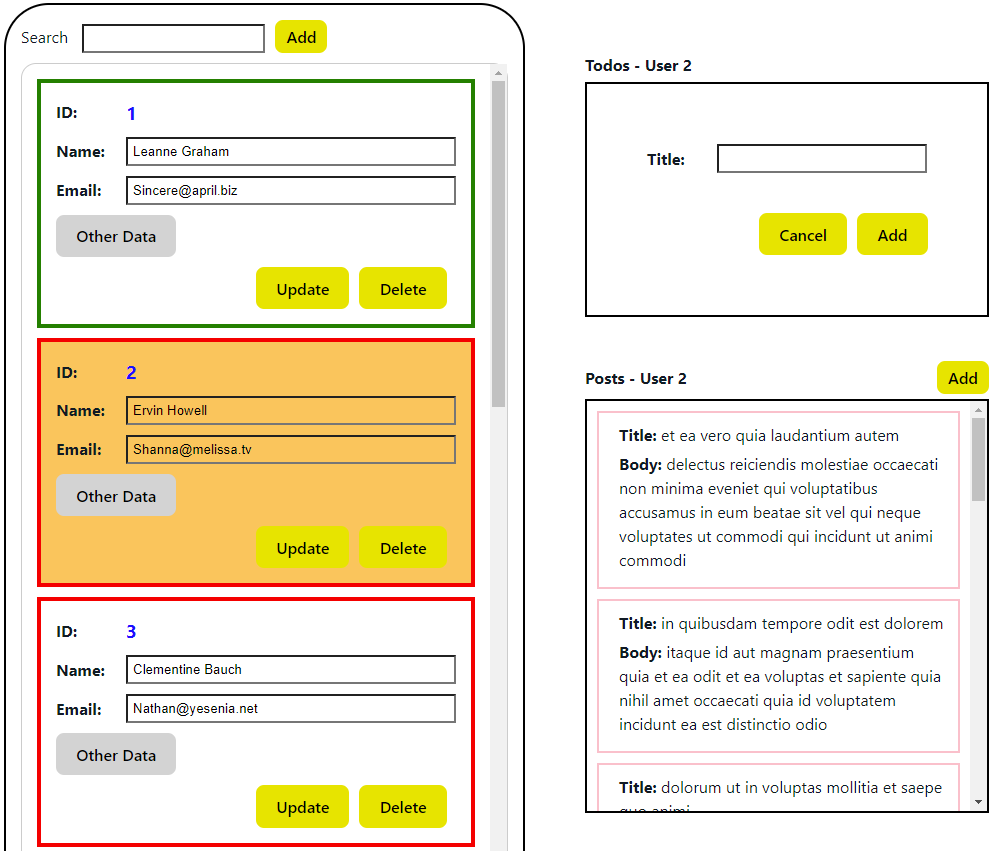 Search
Add
ID: 1
Name: Leanne Graham
Email: Sincere@april.biz
Other Data
Update Delete
ID: 2
Name: Ervin Howell
Email: Shanna@melissa.tv
Other Data
Update Delete
ID: 3
Name: Clementine Bauch
Email: Nathan@yesenia.net
Other Data
Update Delete
Todos - User 2
Title:
Cancel Add
Posts - User 2
Add
Title: et ea vero quia laudantium autem
Body: delectus reiciendis molestiae occaecati
non minima eveniet qui voluptatibus
accusamus in eum beatae sit vel qui neque
voluptates ut commodi qui incidunt ut animi
commodi
Title: in quibusdam tempore odit est dolorem
Body: itaque id aut magnam praesentium
quia et ea odit et ea voluptas et sapiente quia
nihil amet occaecati quia id voluptatem
incidunt ea est distinctio odio
Title: dolorum ut in voluptas mollitia et saepe
quo animi